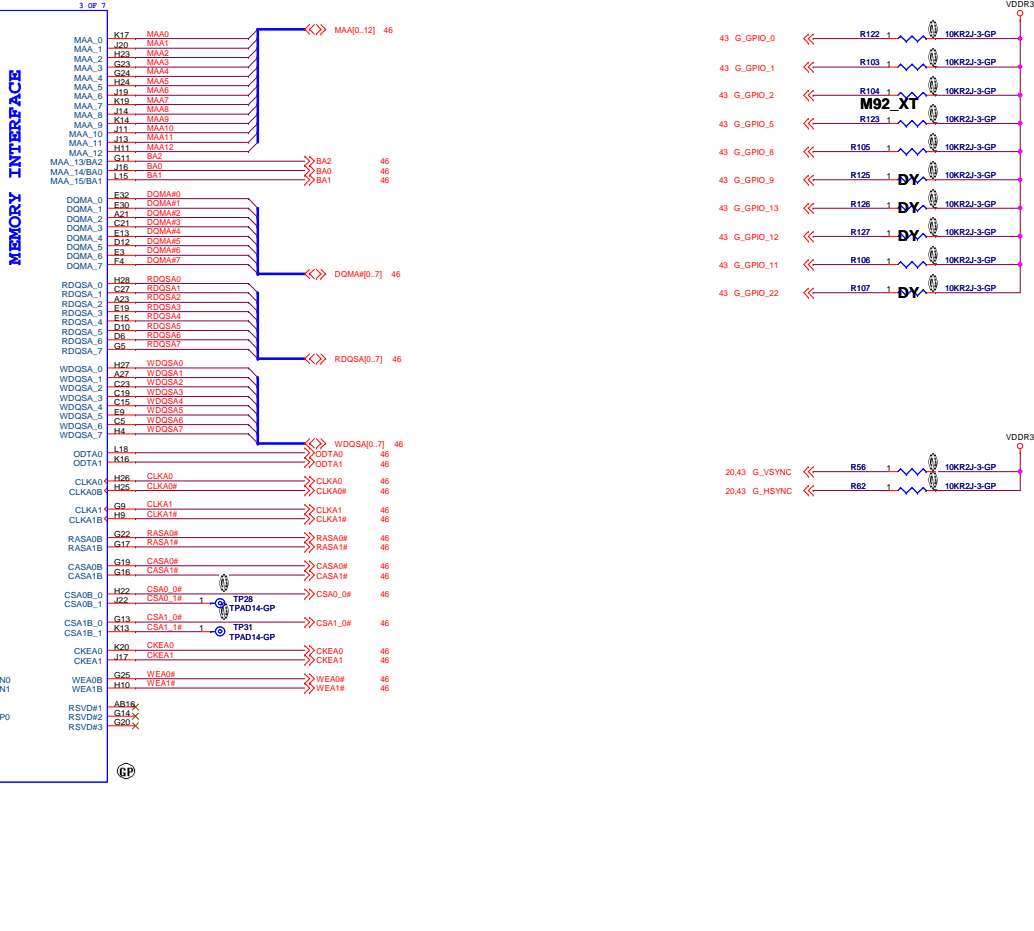 3 OF 7
MEMORY INTERFACE
MAA_0 K17 MAA0
MAA_1 J20 MAA1
MAA_2 H23 MAA2
MAA_3 G23 MAA3
MAA_4 G24 MAA4
MAA_5 H24 MAA5
MAA_6 J19 MAA6
MAA_7 K19 MAA7
MAA_8 J14 MAA8
MAA_9 K14 MAA9
MAA_10 J11 MAA10
MAA_11 J13 MAA11
MAA_12 H11 MAA12
MAA[0..12] 46
MAA_13/BA2 G11 BA2 BA2 46
MAA_14/BA0 J16 BA0 BA0 46
MAA_15/BA1 L15 BA1 BA1 46
DQMA_0 E32 DQMA#0
DQMA_1 E30 DQMA#1
DQMA_2 A21 DQMA#2
DQMA_3 C21 DQMA#3
DQMA_4 E13 DQMA#4
DQMA_5 D12 DQMA#5
DQMA_6 E3 DQMA#6
DQMA_7 F4 DQMA#7
DQMA#[0..7] 46
RDQSA_0 H28 RDQSA0
RDQSA_1 C27 RDQSA1
RDQSA_2 A23 RDQSA2
RDQSA_3 E19 RDQSA3
RDQSA_4 E15 RDQSA4
RDQSA_5 D10 RDQSA5
RDQSA_6 D6 RDQSA6
RDQSA_7 G5 RDQSA7
RDQSA[0..7] 46
WDQSA_0 H27 WDQSA0
WDQSA_1 A27 WDQSA1
WDQSA_2 C23 WDQSA2
WDQSA_3 C19 WDQSA3
WDQSA_4 C15 WDQSA4
WDQSA_5 E9 WDQSA5
WDQSA_6 C5 WDQSA6
WDQSA_7 H4 WDQSA7
WDQSA[0..7] 46
ODTA0 L18 ODTA0 46
ODTA1 K16 ODTA1 46
CLKA0 H26 CLKA0 CLKA0 46
CLKA0B H25 CLKA0# CLKA0# 46
CLKA1 G9 CLKA1 CLKA1 46
CLKA1B H9 CLKA1# CLKA1# 46
RASA0B G22 RASA0# RASA0# 46
RASA1B G17 RASA1# RASA1# 46
CASA0B G19 CASA0# CASA0# 46
CASA1B G16 CASA1# CASA1# 46
CSA0B_0 H22 CSA0_0# CSA0_0# 46
CSA0B_1 J22 CSA0_1# 1 TP28
TPAD14-GP
CSA1B_0 G13 CSA1_0# CSA1_0# 46
CSA1B_1 K13 CSA1_1# 1 TP31
TPAD14-GP
CKEA0 K20 CKEA0 CKEA0 46
CKEA1 J17 CKEA1 CKEA1 46
N0 WEA0B G25 WEA0# WEA0# 46
N1 WEA1B H10 WEA1# WEA1# 46
RSVD#1 AB16
P0 RSVD#2 G14
RSVD#3 G20
GP
VDDR3
43 G_GPIO_0 R122 1 10KR2J-3-GP
43 G_GPIO_1 R103 1 10KR2J-3-GP
43 G_GPIO_2 R104 1 10KR2J-3-GP
M92_XT
43 G_GPIO_5 R123 1 10KR2J-3-GP
43 G_GPIO_8 R105 1 10KR2J-3-GP
43 G_GPIO_9 R125 1 DY 10KR2J-3-GP
43 G_GPIO_13 R126 1 DY 10KR2J-3-GP
43 G_GPIO_12 R127 1 DY 10KR2J-3-GP
43 G_GPIO_11 R106 1 10KR2J-3-GP
43 G_GPIO_22 R107 1 DY 10KR2J-3-GP
VDDR3
20,43 G_VSYNC R56 1 10KR2J-3-GP
20,43 G_HSYNC R62 1 10KR2J-3-GP